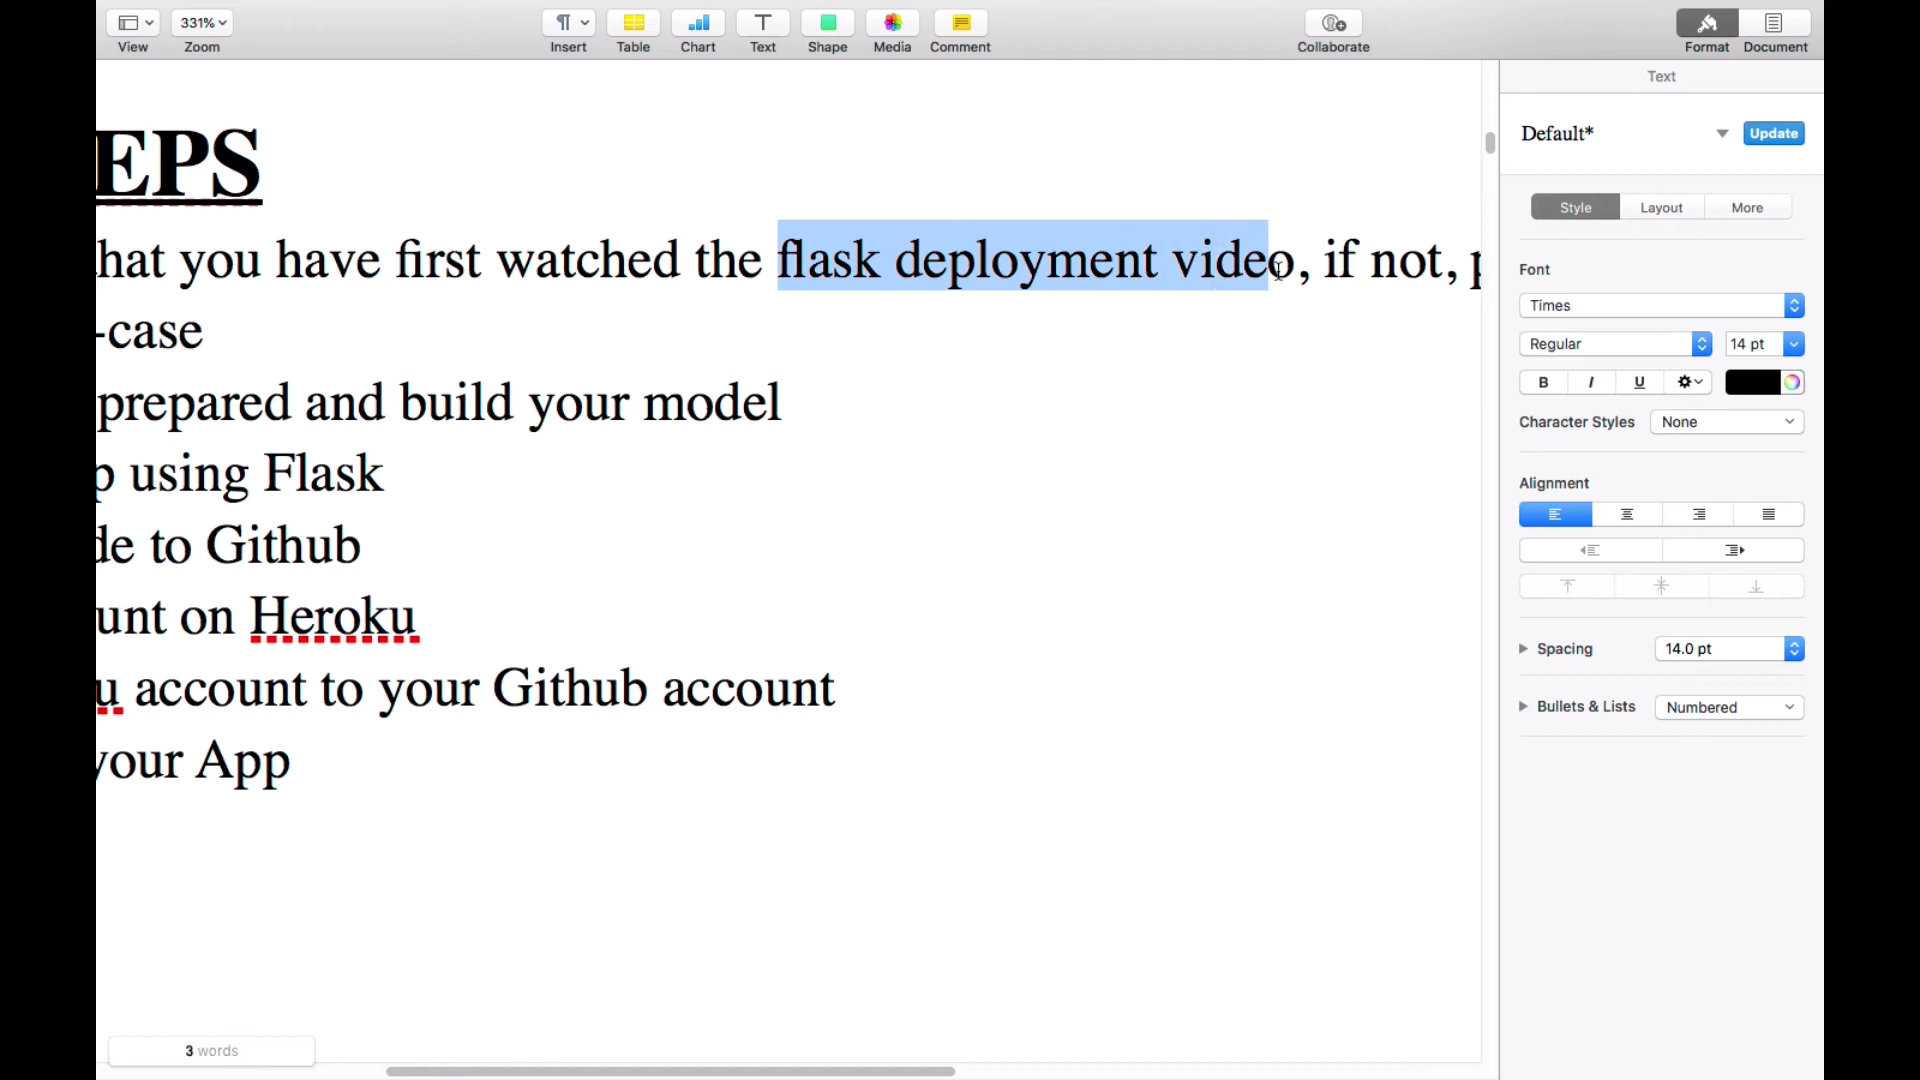 331%
View
Zoom
Insert
Table
Chart
Text
Shape
Media
Comment
Collaborate
Format
Document
EPS
that you have first watched the flask deployment video, if not, p
-case
prepared and build your model
p using Flask
de to Github
unt on Heroku
u account to your Github account
your App
3 words
Text
Default*
Update
Style
Layout
More
Font
Times
Regular
14 pt
B I U
Character Styles
None
Alignment
Spacing
14.0 pt
Bullets & Lists
Numbered